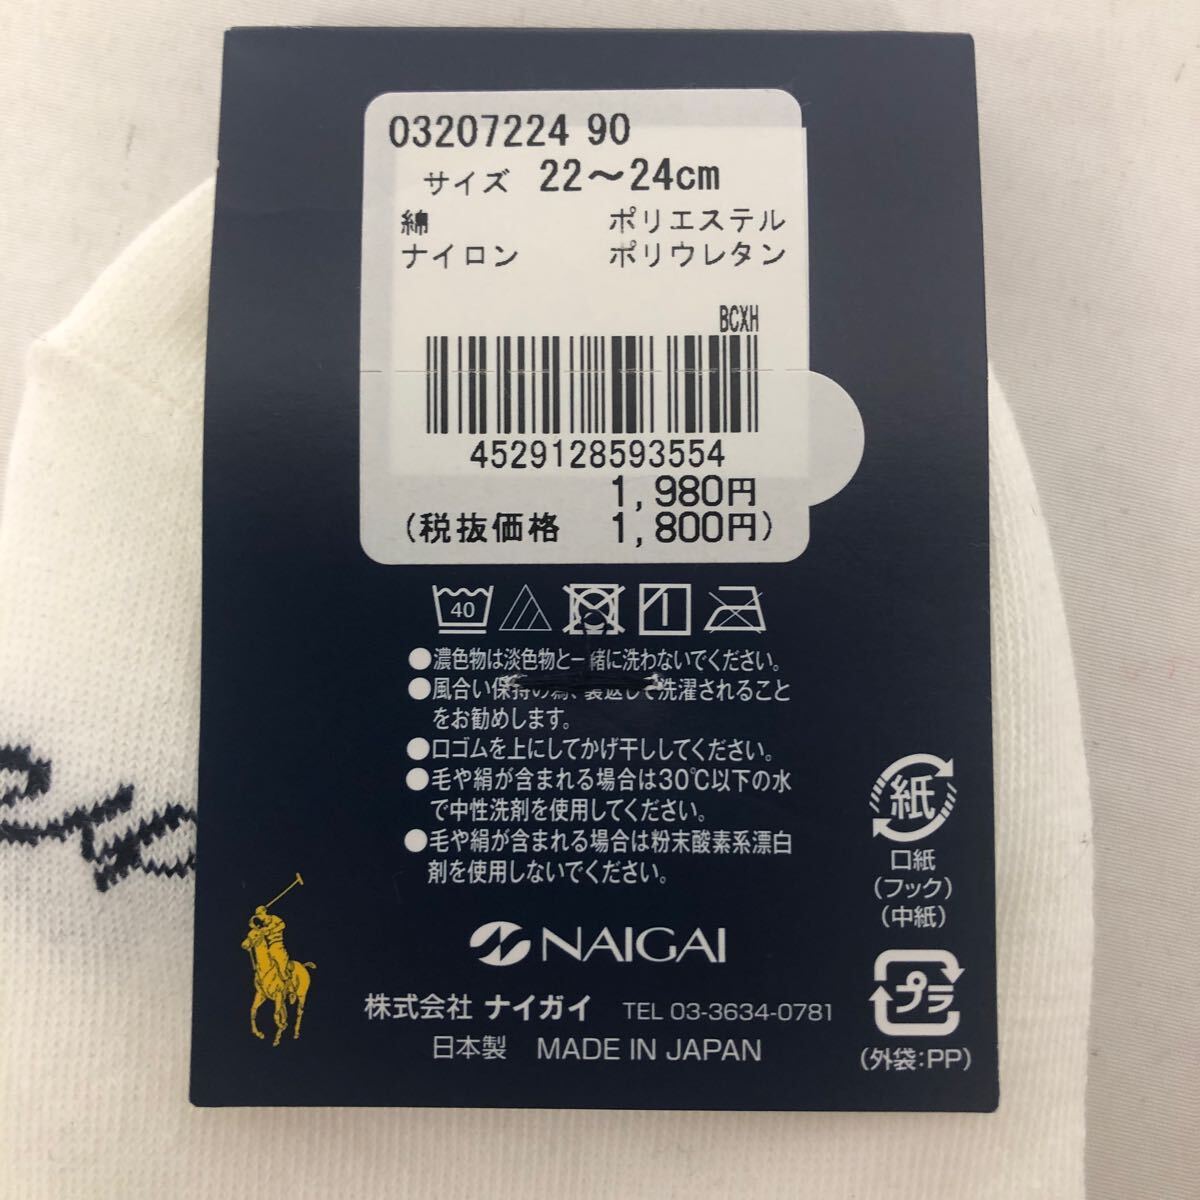 03207224 90
サイズ 22～24cm
綿 ポリエステル
ナイロン ポリウレタン
BCXH
4529128593554
1,980円
(税抜価格 1,800円)
40
●濃色物は淡色物と一緒に洗わないでください。
●風合い保持の為、裏返しで洗濯されること
をお勧めします。
●口ゴムを上にしてかげ干ししてください。
●毛や絹が含まれる場合は30℃以下の水
で中性洗剤を使用してください。
●毛や絹が含まれる場合は粉末酸素系漂白
剤を使用しないでください。
紙
口紙
(フック)
(中紙)
NAIGAI
株式会社 ナイガイ TEL 03-3634-0781
日本製 MADE IN JAPAN
プラ
(外袋:PP)